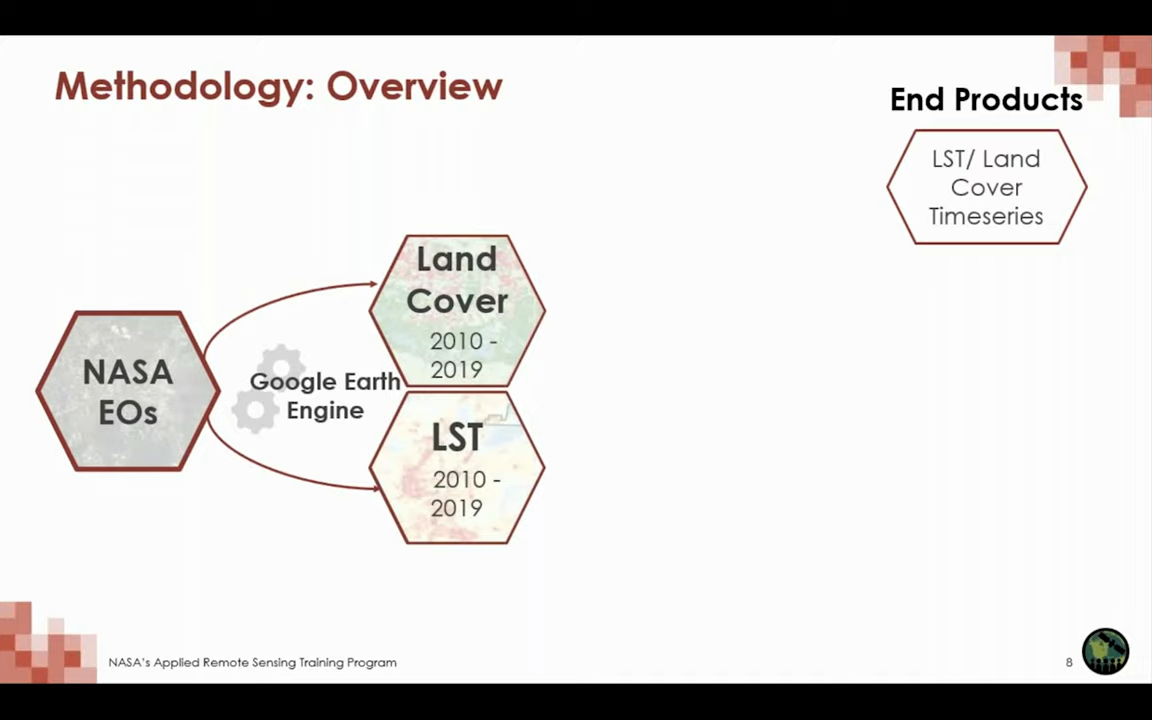 Methodology: Overview
End Products
LST/ Land
Cover
Timeseries
Land
Cover
2010 -
2019
NASA
EOs
Google Earth
Engine
LST
2010 -
2019
NASA's Applied Remote Sensing Training Program
8